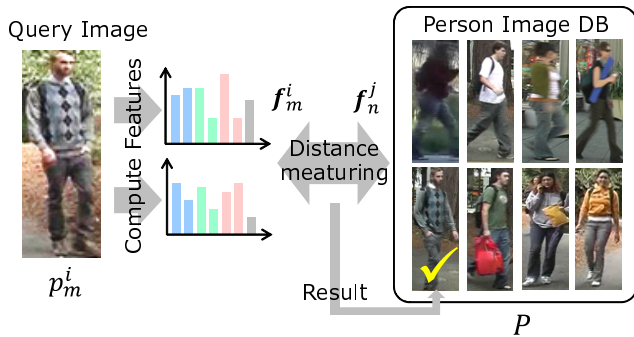 Query Image
Person Image DB
Compute Features
f_m^i
f_n^j
Distance
meaturing
Result
p_m^i
P